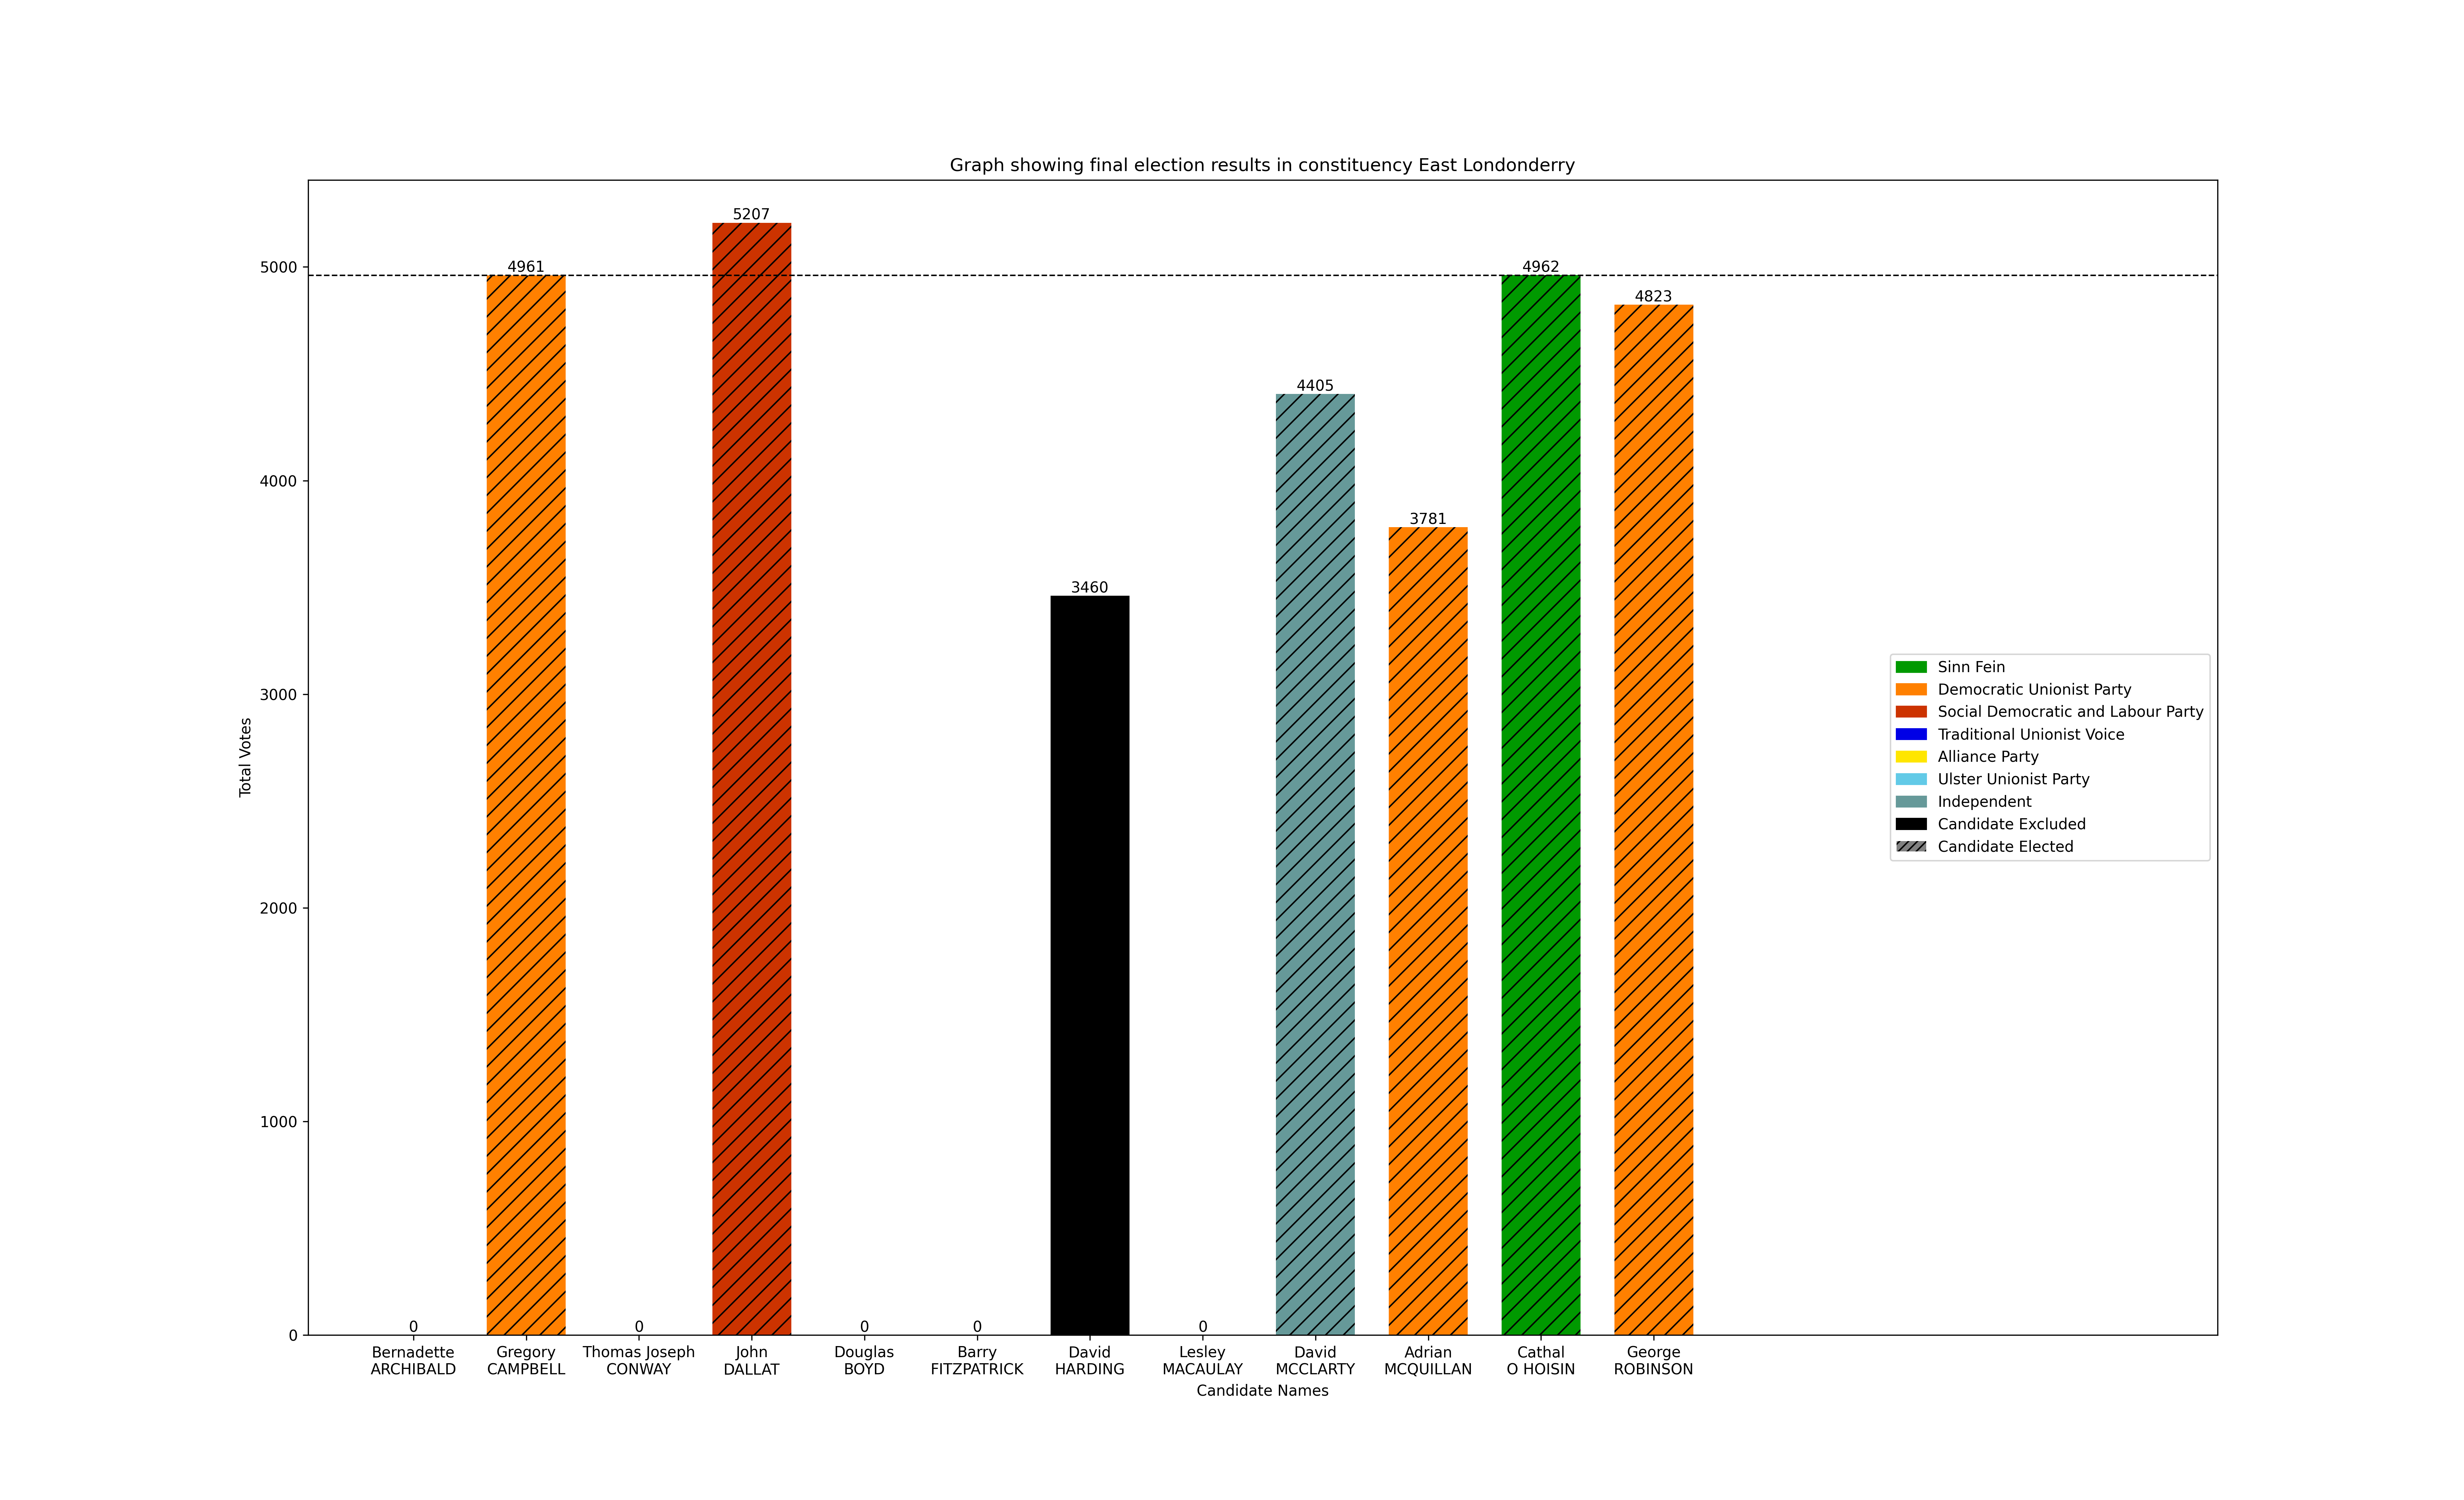 Graph showing final election results in constituency East Londonderry
5207
4961
4962
4823
4405
3781
3460
0
0
0
0
0
5000
4000
3000
2000
1000
0
Total Votes
Sinn Fein
Democratic Unionist Party
Social Democratic and Labour Party
Traditional Unionist Voice
Alliance Party
Ulster Unionist Party
Independent
Candidate Excluded
Candidate Elected
Bernadette
ARCHIBALD
Gregory
CAMPBELL
Thomas Joseph
CONWAY
John
DALLAT
Douglas
BOYD
Barry
FITZPATRICK
David
HARDING
Lesley
MACAULAY
David
MCCLARTY
Adrian
MCQUILLAN
Cathal
O HOISIN
George
ROBINSON
Candidate Names